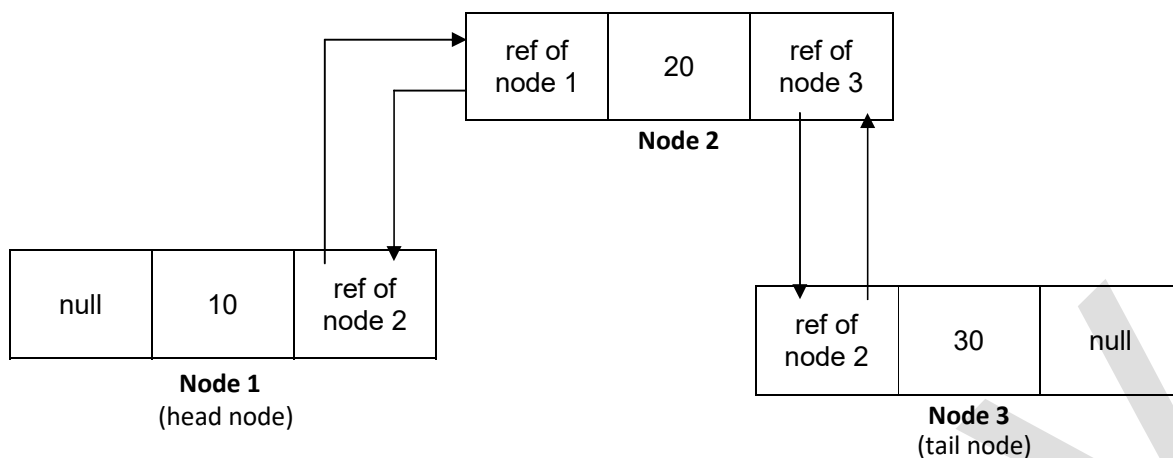 ref of
node 1
20
ref of
node 3
Node 2
null
10
ref of
node 2
Node 1
(head node)
ref of
node 2
30
null
Node 3
(tail node)